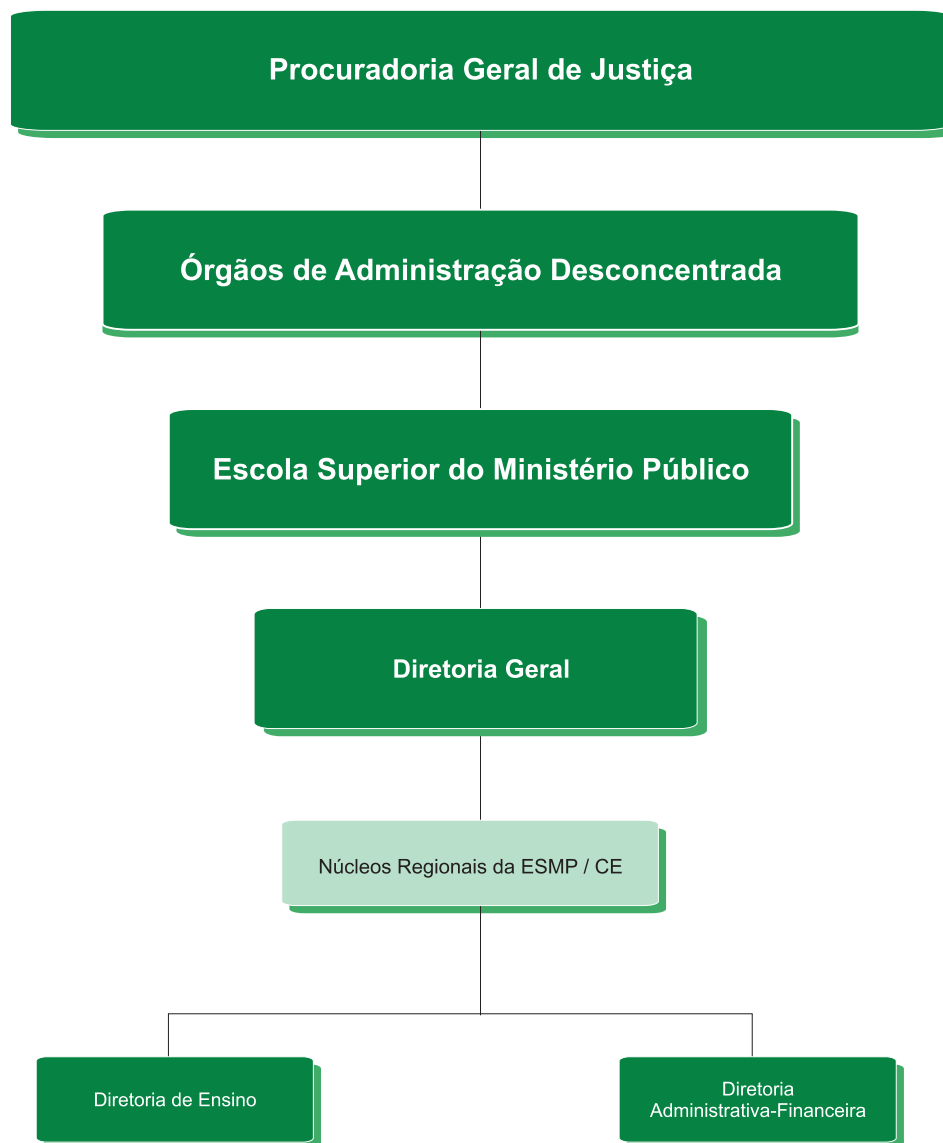 Procuradoria Geral de Justiça
Órgãos de Administração Desconcentrada
Escola Superior do Ministério Público
Diretoria Geral
Núcleos Regionais da ESMP / CE
Diretoria de Ensino
Diretoria
Administrativa-Financeira